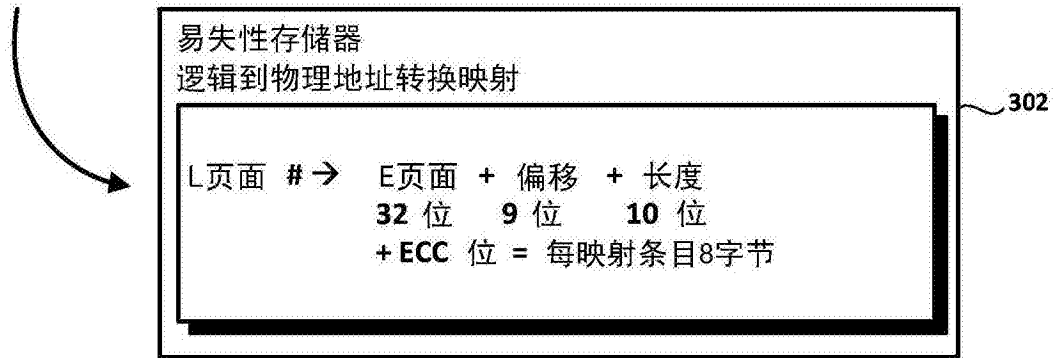 易失性存储器
逻辑到物理地址转换映射
302
L页面 # → E页面 + 偏移 + 长度
32 位 9 位 10 位
+ ECC 位 = 每映射条目8字节